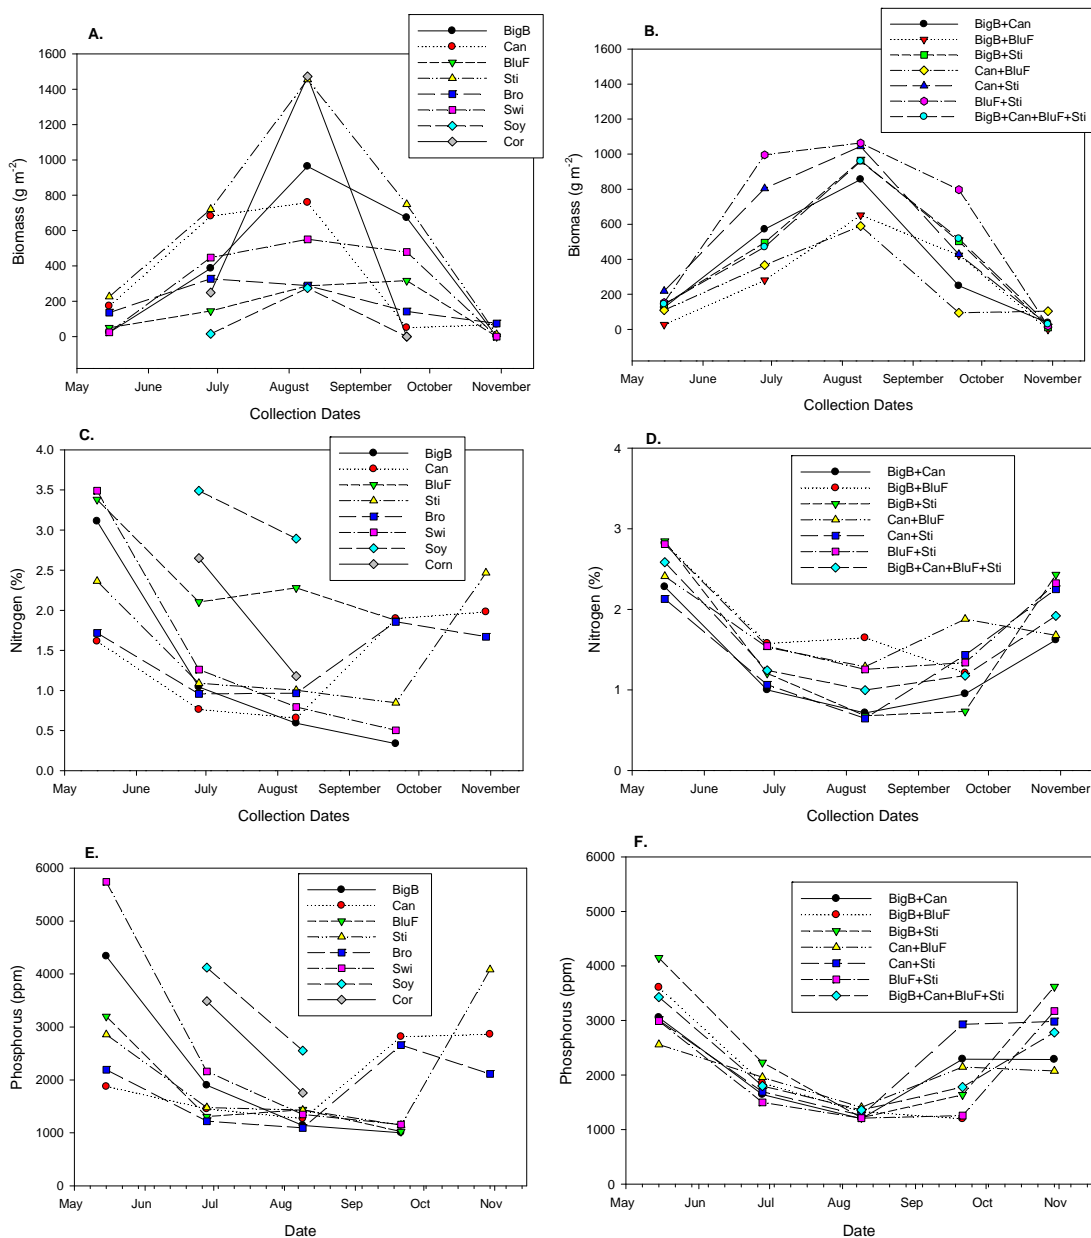 A.
BigB
Can
BluF
Sti
Bro
Swi
Soy
Cor
1600
1400
1200
1000
800
600
400
200
0
Biomass (g m-2)
May June July August September October November
Collection Dates
B.
BigB+Can
BigB+BluF
BigB+Sti
Can+BluF
Can+Sti
BluF+Sti
BigB+Can+BluF+Sti
1600
1400
1200
1000
800
600
400
200
0
Biomass (g m-2)
May June July August September October November
Collection Dates
C.
BigB
Can
BluF
Sti
Bro
Swi
Soy
Corn
4.0
3.5
3.0
2.5
2.0
1.5
1.0
0.5
0.0
Nitrogen (%)
May June July August September October November
Collection Dates
D.
BigB+Can
BigB+BluF
BigB+Sti
Can+BluF
Can+Sti
BluF+Sti
BigB+Can+BluF+Sti
4
3
2
1
0
Nitrogen (%)
May June July August September October November
Collection Dates
E.
BigB
Can
BluF
Sti
Bro
Swi
Soy
Cor
6000
5000
4000
3000
2000
1000
0
Phosphorus (ppm)
May Jun Jul Aug Sep Oct Nov
Date
F.
BigB+Can
BigB+BluF
BigB+Sti
Can+BluF
Can+Sti
BluF+Sti
BigB+Can+BluF+Sti
6000
5000
4000
3000
2000
1000
0
Phosphorus (ppm)
May Jun Jul Aug Sep Oct Nov
Date